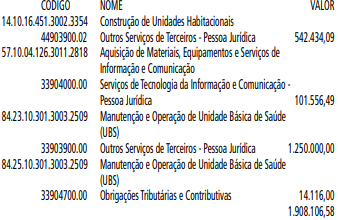 CÓDIGO NOME VALOR
14.10.16.451.3002.3354 Construção de Unidades Habitacionais
44903900.02 Outros Serviços de Terceiros - Pessoa Jurídica 542.434,09
57.10.04.126.3011.2818 Aquisição de Materiais, Equipamentos e Serviços de
Informação e Comunicação
33904000.00 Serviços de Tecnologia da Informação e Comunicação -
Pessoa Jurídica 101.556,49
84.23.10.301.3003.2509 Manutenção e Operação de Unidade Básica de Saúde
(UBS)
33903900.00 Outros Serviços de Terceiros - Pessoa Jurídica 1.250.000,00
84.25.10.301.3003.2509 Manutenção e Operação de Unidade Básica de Saúde
(UBS)
33904700.00 Obrigações Tributárias e Contributivas 14.116,00
1.908.106,58